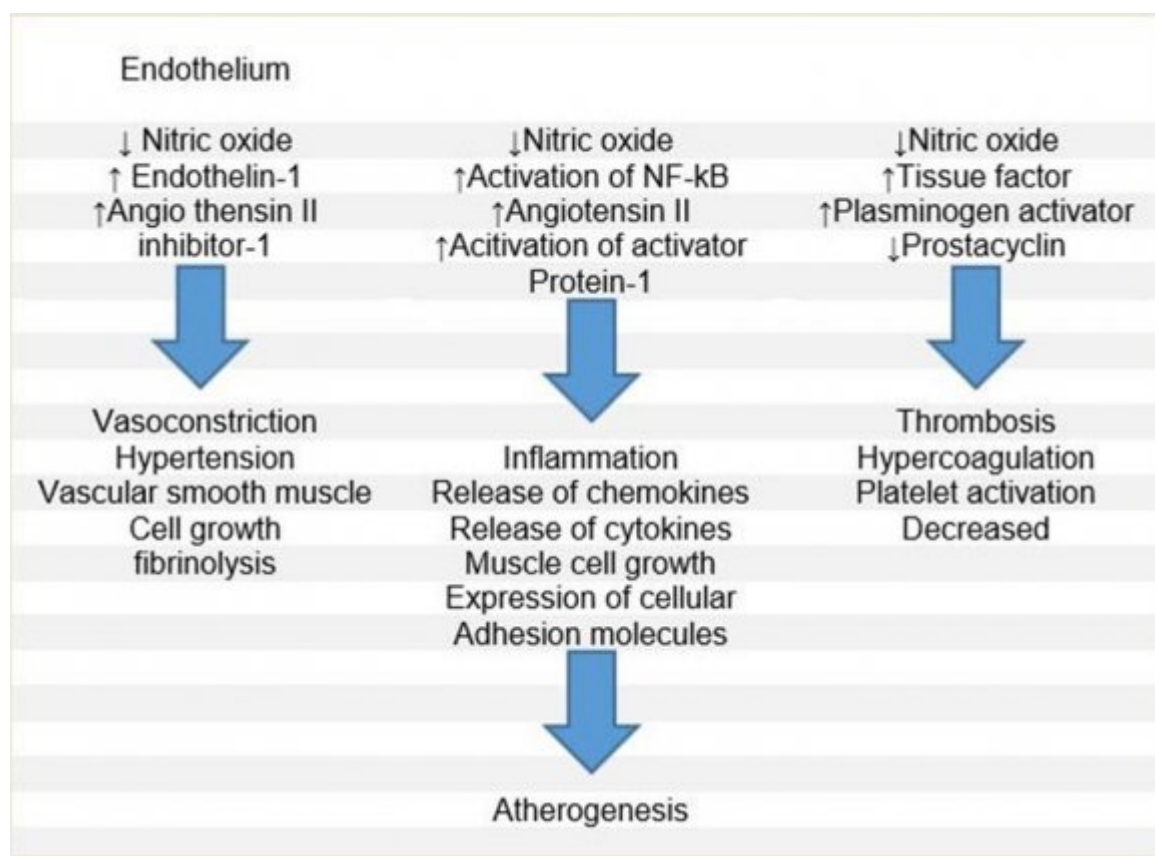 Endothelium
↓ Nitric oxide
↑ Endothelin-1
↑Angio thensin II
inhibitor-1
Vasoconstriction
Hypertension
Vascular smooth muscle
Cell growth
fibrinolysis
↓Nitric oxide
↑Activation of NF-kB
↑Angiotensin II
↑Acitivation of activator
Protein-1
Inflammation
Release of chemokines
Release of cytokines
Muscle cell growth
Expression of cellular
Adhesion molecules
Atherogenesis
↓Nitric oxide
↑Tissue factor
↑Plasminogen activator
↓Prostacyclin
Thrombosis
Hypercoagulation
Platelet activation
Decreased